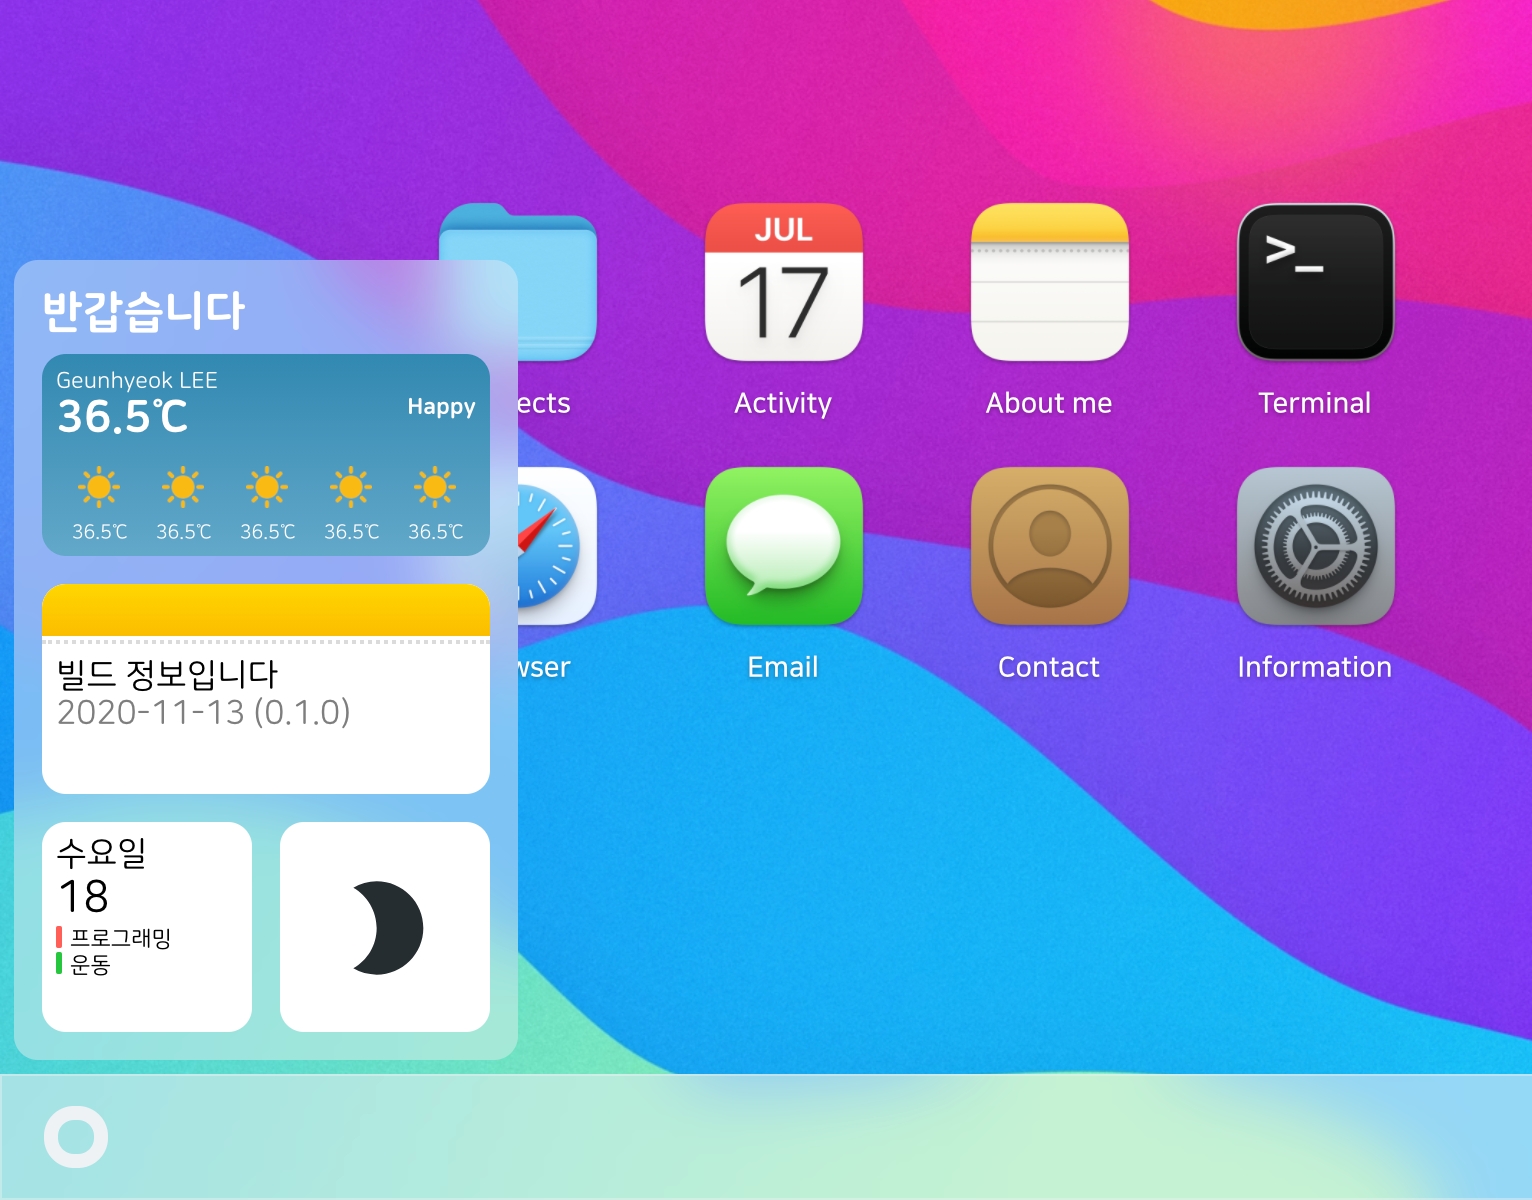 반갑습니다
Geunhyeok LEE
36.5℃
Happy
36.5℃ 36.5℃ 36.5℃ 36.5℃ 36.5℃
빌드 정보입니다
2020-11-13 (0.1.0)
수요일
18
프로그래밍
운동
JUL
17
>_
ects Activity About me Terminal
wser Email Contact Information